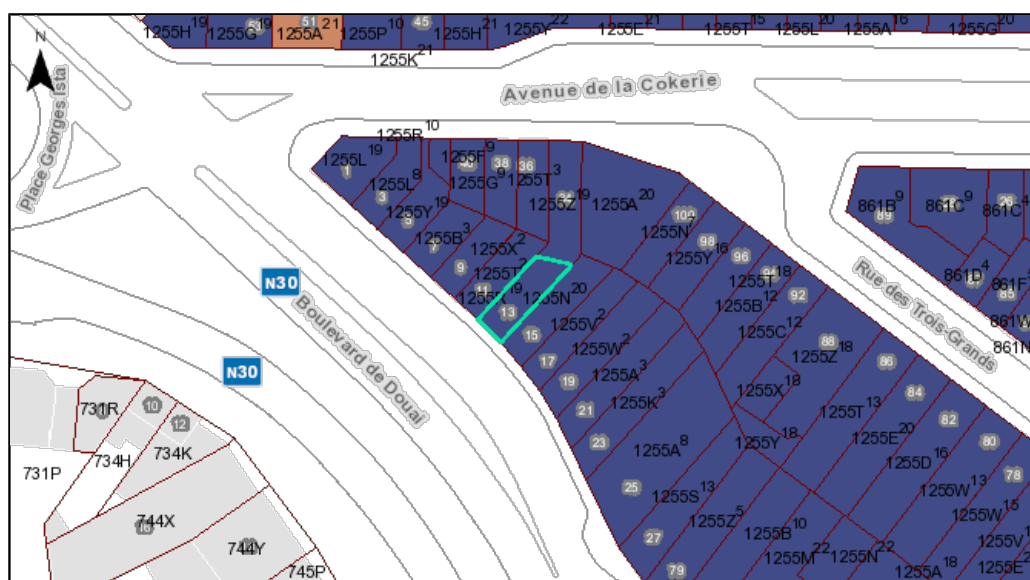 1255H 19
1255G 19
53
51
1255A 21
1255P 10
45
1255H 21
1255Y 22
1255E 21
1255T 15
1255L 20
1255A 16
1255G 20
1255K 21
N
Place Georges Ista
Avenue de la Cokerie
1255R 10
1255L 19
1
1255F 9
38
36
1255G 9
1255T 3
1255L 8
3
1255Z 19
1255A 20
861B 9
89
861C 9
861C 4
1255Y 19
5
1255N 7
98
1255Y 16
96
1255B 3
7
1255X 2
9
1255T 2
11
1255T 18
92
861D 4
87
861F
85
N30
1255R 19
1255N 20
13
1255B 12
1255C 12
861W
861N
Boulevard de Douai
Rue des Trois-Grands
1255V 2
15
1255W 2
17
88
1255Z 18
86
N30
1255A 3
19
1255X 18
84
1255K 3
21
1255T 13
82
731R
10
12
23
1255A 8
1255Y 18
1255E 20
80
734H
734K
1255D 16
78
731P
25
1255S 13
1255W 13
1255W 15
744X
1255Z 5
1255B 10
1255V
27
744Y
745P
79
1255M 22
1255N 22
1255A 18
1255E